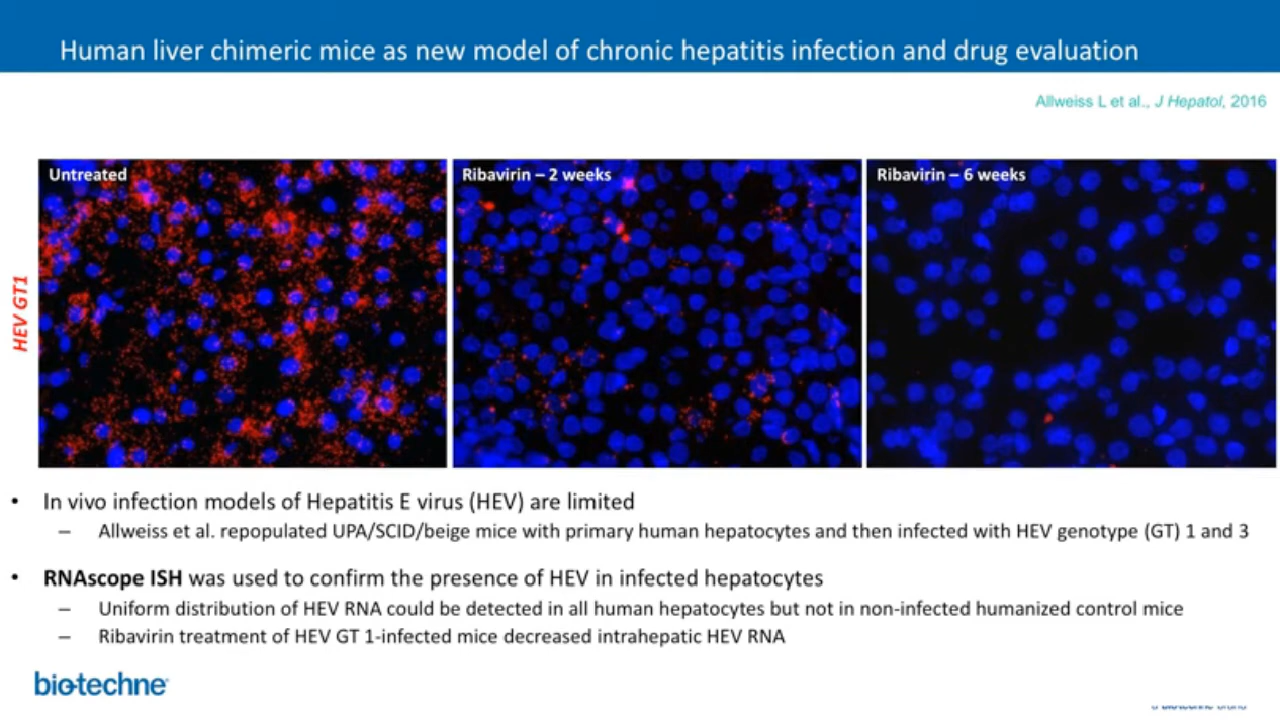 Human liver chimeric mice as new model of chronic hepatitis infection and drug evaluation
Allweiss L et al., J Hepatol, 2016
Untreated
Ribavirin – 2 weeks
Ribavirin – 6 weeks
HEV GT1
• In vivo infection models of Hepatitis E virus (HEV) are limited
– Allweiss et al. repopulated UPA/SCID/beige mice with primary human hepatocytes and then infected with HEV genotype (GT) 1 and 3
• RNAscope ISH was used to confirm the presence of HEV in infected hepatocytes
– Uniform distribution of HEV RNA could be detected in all human hepatocytes but not in non-infected humanized control mice
– Ribavirin treatment of HEV GT 1-infected mice decreased intrahepatic HEV RNA
bio-techne